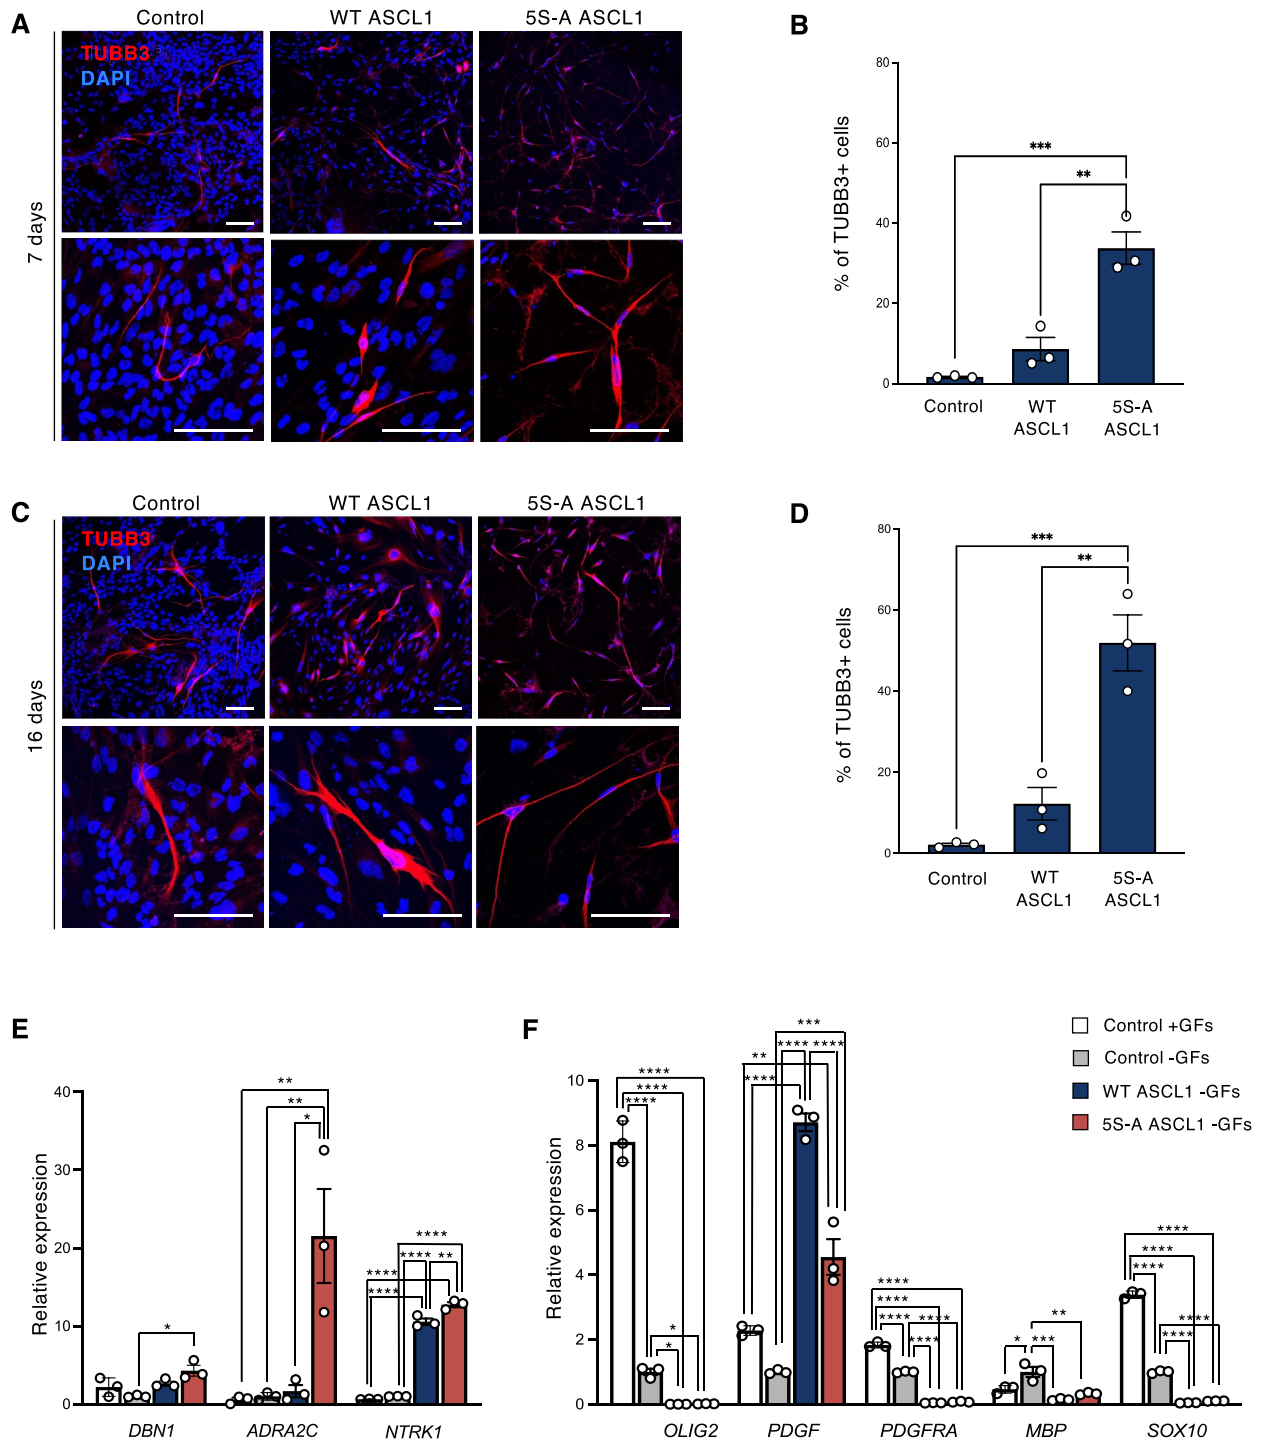 A
Control
WT ASCL1
5S-A ASCL1
TUBB3
DAPI
7 days
B
% of TUBB3+ cells
80
60
40
20
0
***
**
Control
WT
ASCL1
5S-A
ASCL1
C
Control
WT ASCL1
5S-A ASCL1
TUBB3
DAPI
16 days
D
% of TUBB3+ cells
80
60
40
20
0
***
**
Control
WT
ASCL1
5S-A
ASCL1
E
Relative expression
40
30
20
10
0
*
**
**
*
****
****
****
****
**
DBN1
ADRA2C
NTRK1
F
Relative expression
10
8
6
4
2
0
****
****
****
*
*
***
**** ****
**
****
****
****
**** ****
****
**
* ***
****
****
****
****
****
OLIG2
PDGF
PDGFRA
MBP
SOX10
Control +GFs
Control -GFs
WT ASCL1 -GFs
5S-A ASCL1 -GFs